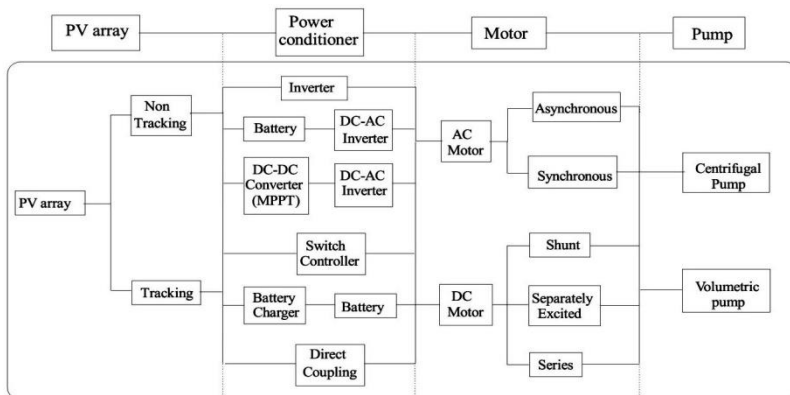 PV array
Power
conditioner
Motor
Pump
Non
Tracking
Inverter
Battery
DC-AC
Inverter
DC-DC
Converter
(MPPT)
DC-AC
Inverter
AC
Motor
Asynchronous
Synchronous
Centrifugal
Pump
PV array
Switch
Controller
Tracking
Battery
Charger
Battery
Direct
Coupling
DC
Motor
Shunt
Separately
Excited
Series
Volumetric
pump